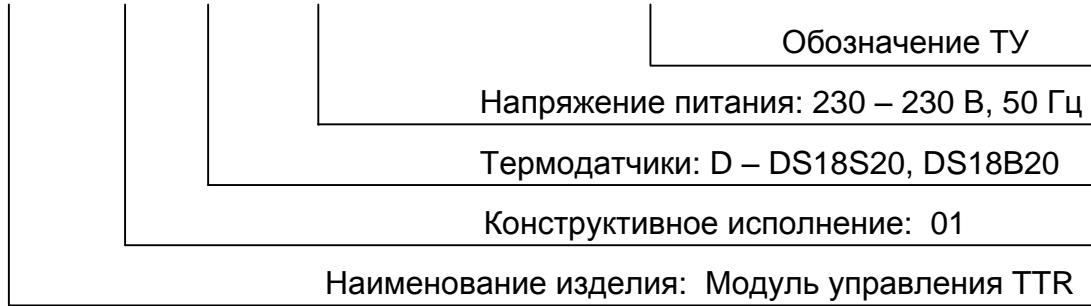 Обозначение ТУ
Напряжение питания: 230 – 230 В, 50 Гц
Термодатчики: D – DS18S20, DS18B20
Конструктивное исполнение: 01
Наименование изделия: Модуль управления TTR